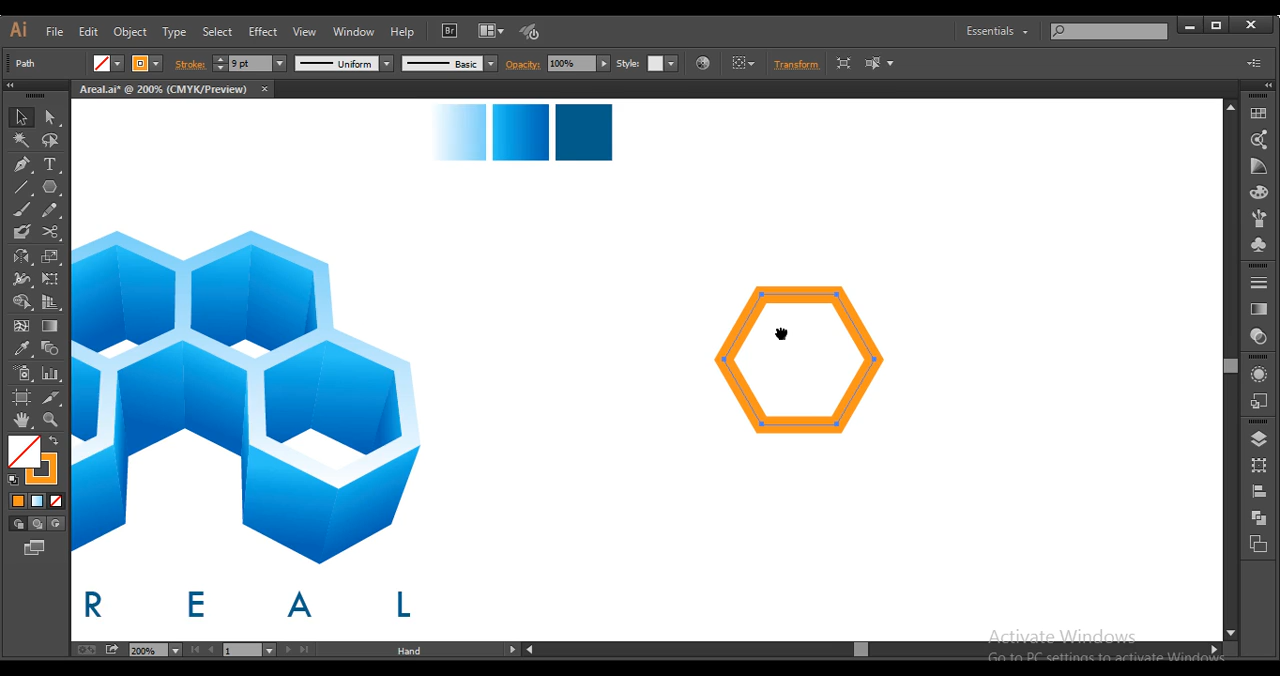 Ai File Edit Object Type Select Effect View Window Help Br Essentials
Path Stroke: 9 pt Uniform Basic Opacity: 100% Style: Transform
Areal.ai* @ 200% (CMYK/Preview) ×
T
R E A L
Activate Windows
Go to PC settings to activate Windows.
200% 1 Hand